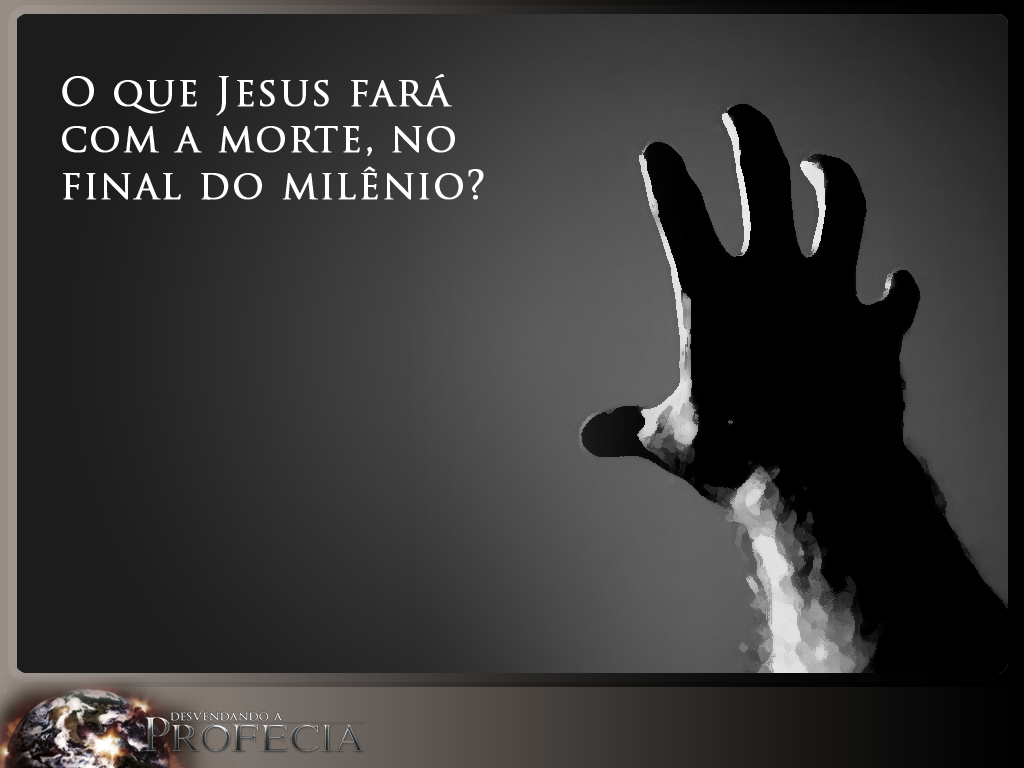 O que Jesus fará
com a morte, no
final do milênio?
Desvendando a
Profecia